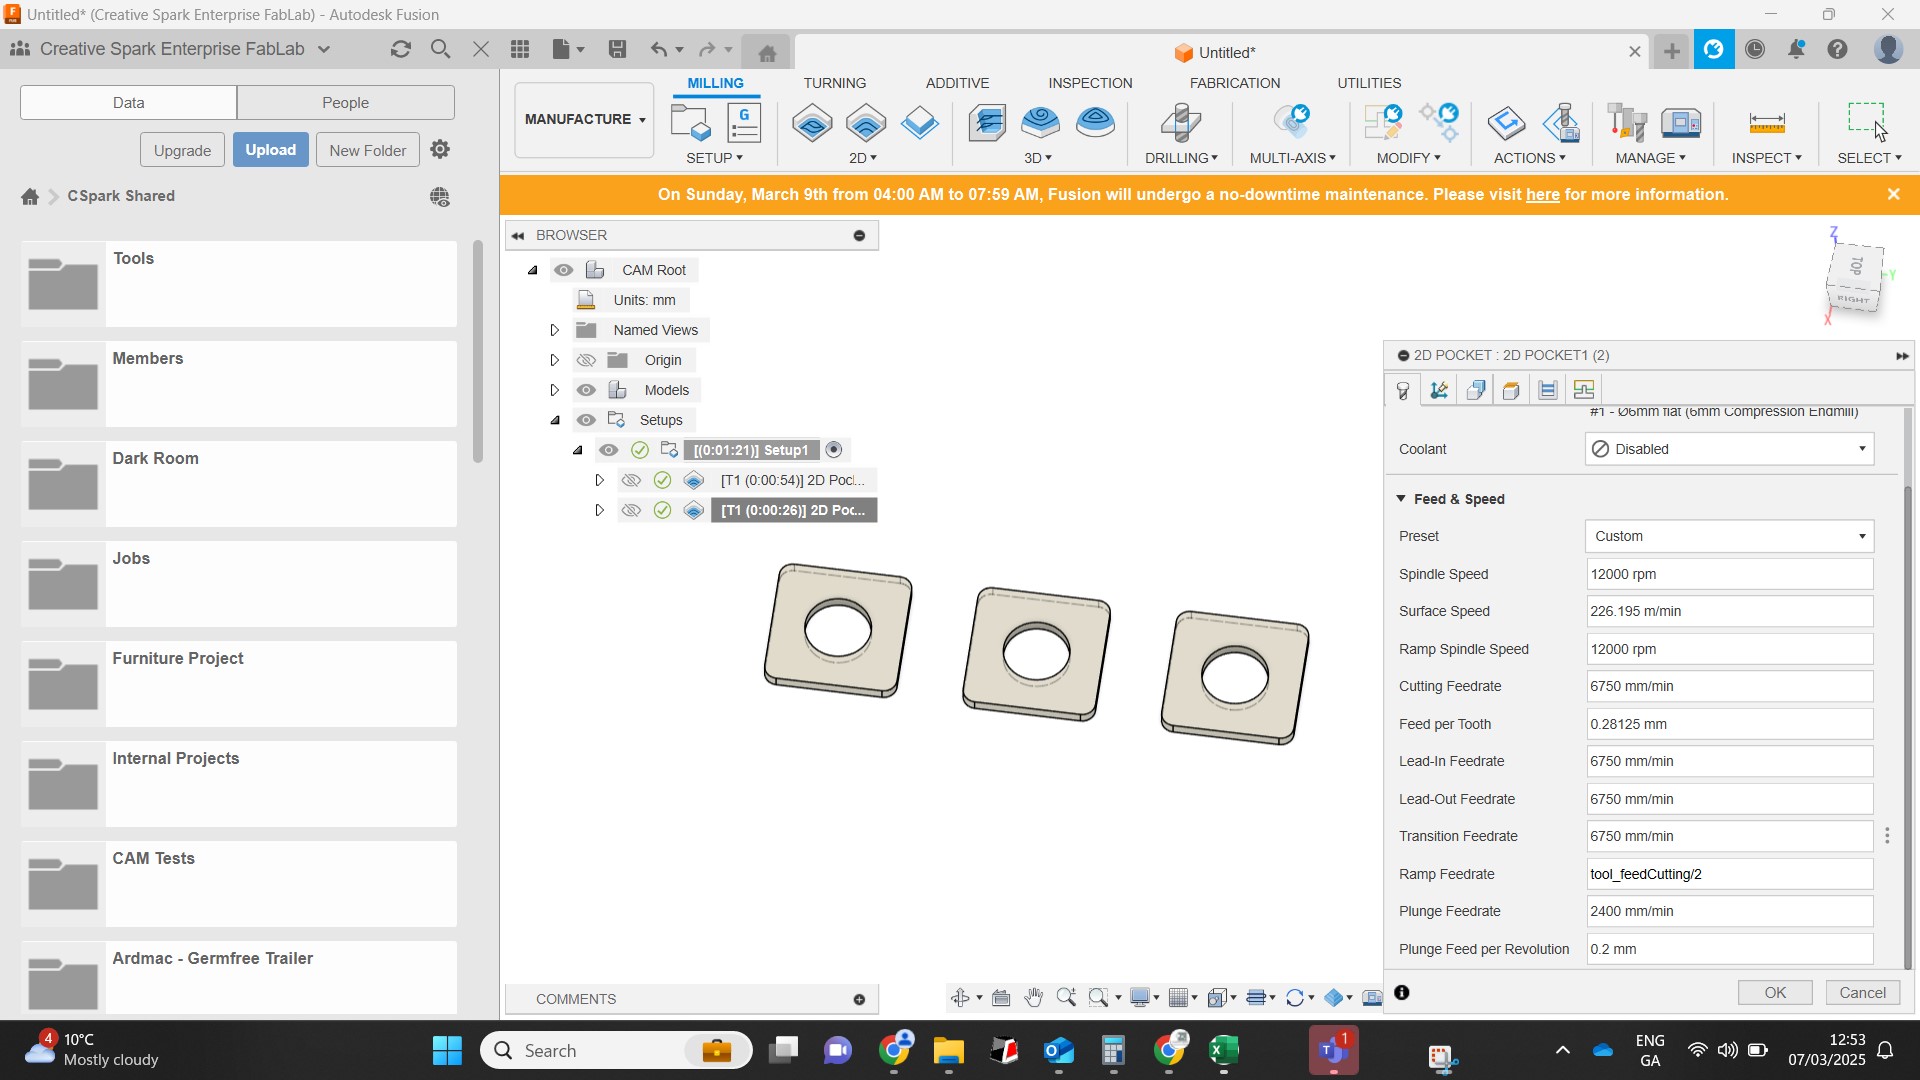 Untitled* (Creative Spark Enterprise FabLab) - Autodesk Fusion
Creative Spark Enterprise FabLab
Untitled*
Data
People
Upgrade
Upload
New Folder
CSpark Shared
Tools
Members
Dark Room
Jobs
Furniture Project
Internal Projects
CAM Tests
Ardmac - Germfree Trailer
MILLING
TURNING
ADDITIVE
INSPECTION
FABRICATION
UTILITIES
MANUFACTURE
G
SETUP
2D
3D
DRILLING
MULTI-AXIS
MODIFY
ACTIONS
MANAGE
INSPECT
SELECT
On Sunday, March 9th from 04:00 AM to 07:59 AM, Fusion will undergo a no-downtime maintenance. Please visit here for more information.
BROWSER
CAM Root
Units: mm
Named Views
Origin
Models
Setups
[(0:01:21)] Setup1
[T1 (0:00:54)] 2D Poc...
[T1 (0:00:26)] 2D Poc...
Z
TOP
Y
RIGHT
X
2D POCKET : 2D POCKET1 (2)
#1 - Ø6mm flat (6mm Compression Endmill)
Coolant
Disabled
Feed & Speed
Preset
Custom
Spindle Speed
12000 rpm
Surface Speed
226.195 m/min
Ramp Spindle Speed
12000 rpm
Cutting Feedrate
6750 mm/min
Feed per Tooth
0.28125 mm
Lead-In Feedrate
6750 mm/min
Lead-Out Feedrate
6750 mm/min
Transition Feedrate
6750 mm/min
Ramp Feedrate
tool_feedCutting/2
Plunge Feedrate
2400 mm/min
Plunge Feed per Revolution
0.2 mm
OK
Cancel
COMMENTS
4
10°C
Mostly cloudy
Search
1
ENG
GA
12:53
07/03/2025